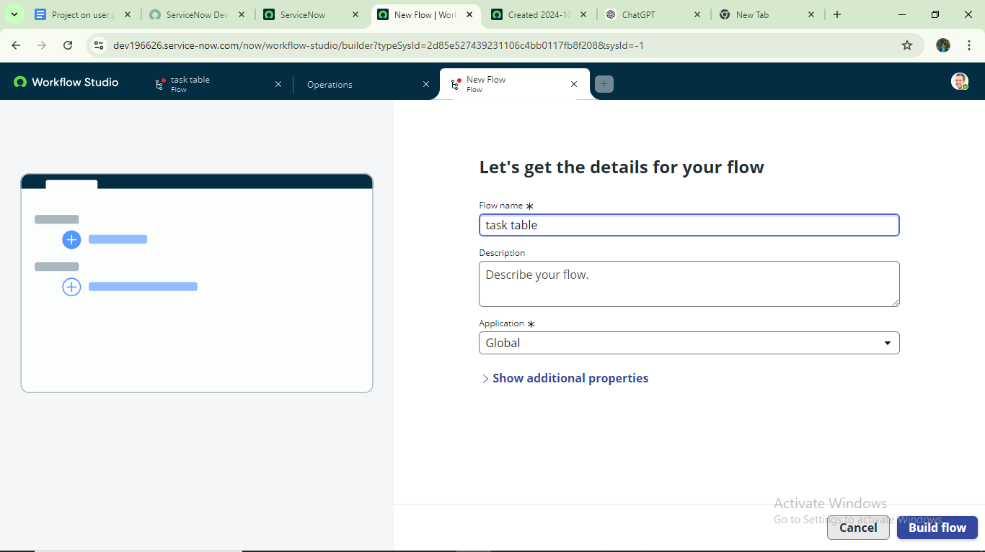 Project on user,g
ServiceNow Dev
ServiceNow
New Flow | Work
Created 2024-10
ChatGPT
New Tab
dev196626.service-now.com/now/workflow-studio/builder?typeSysId=2d85e527439231106c4bb0117fb8f208&sysId=-1
Workflow Studio
task table
Flow
Operations
New Flow
Flow
Let's get the details for your flow
Flow name *
task table
Description
Describe your flow.
Application *
Global
Show additional properties
Activate Windows
Go to Settings to activate Windows.
Cancel
Build flow